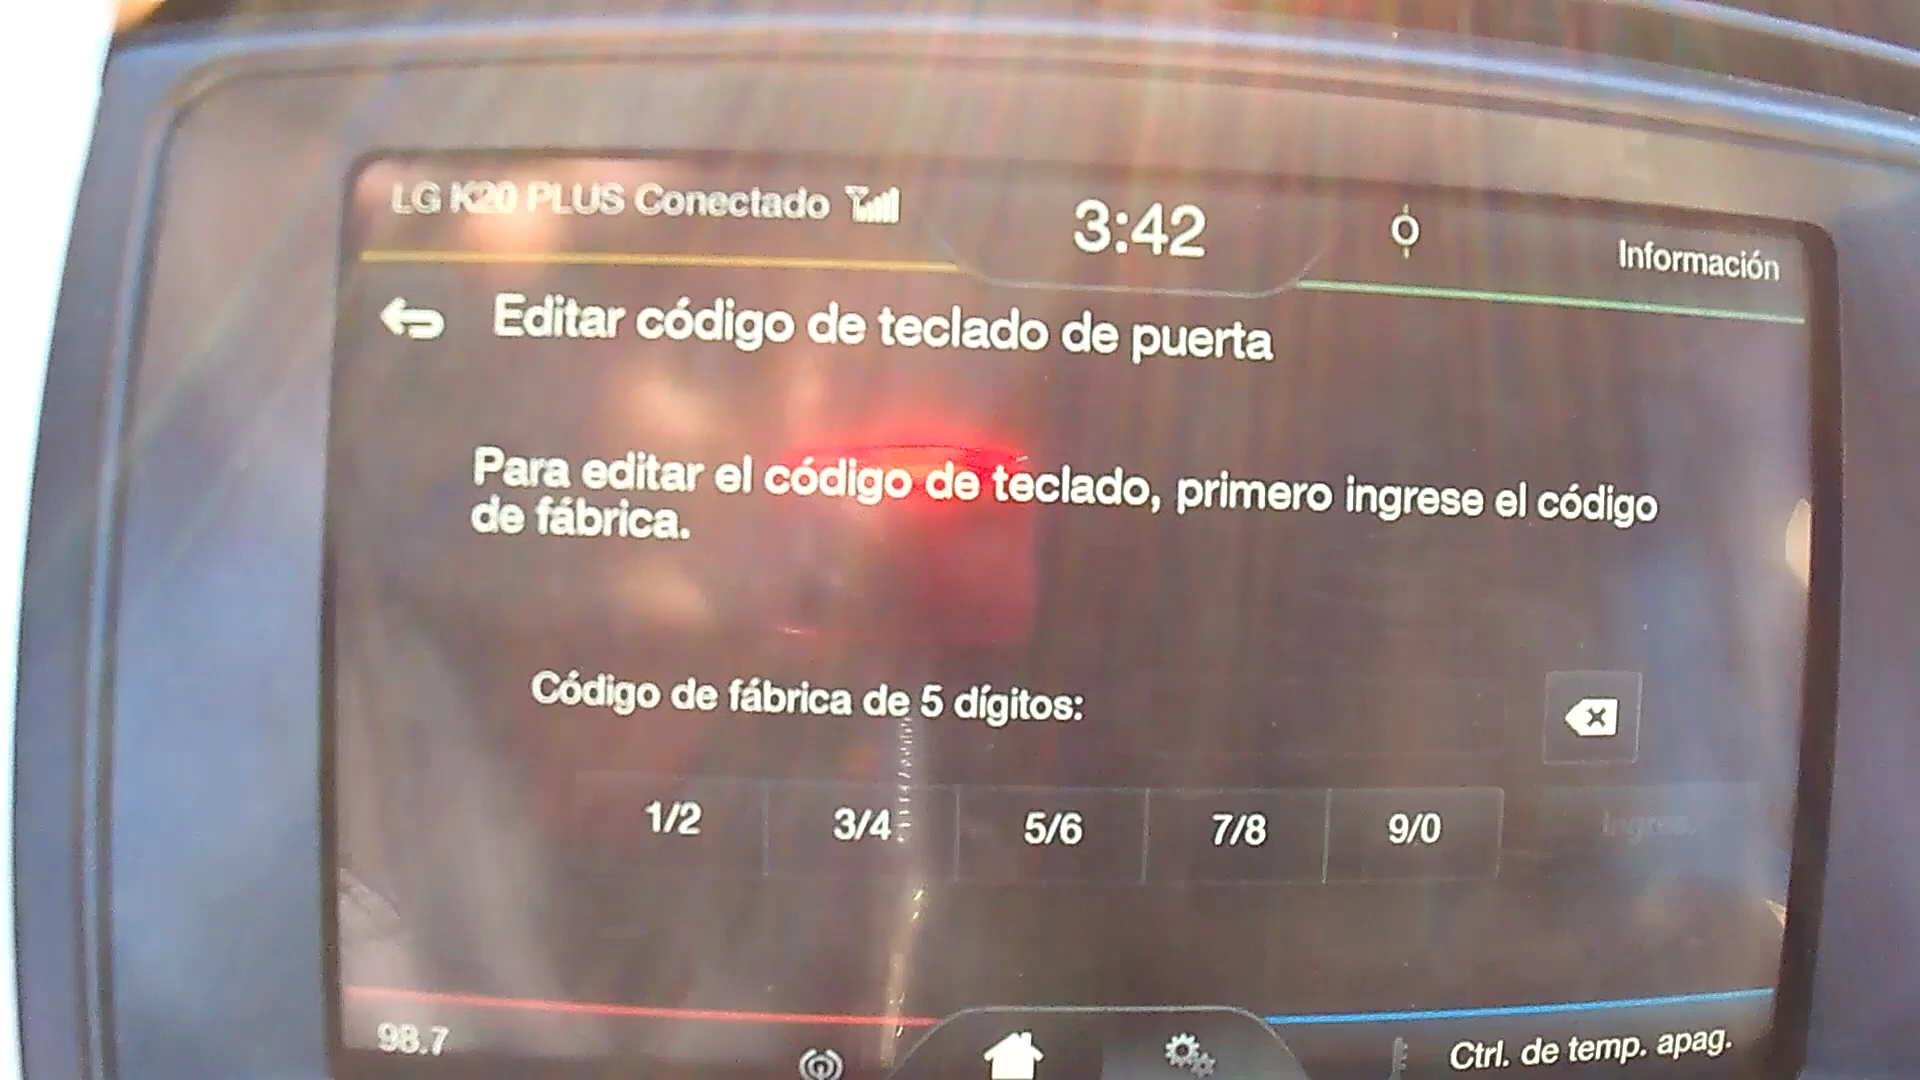 LG K20 PLUS Conectado
3:42
Información
Editar código de teclado de puerta
Para editar el código de teclado, primero ingrese el código
de fábrica.
Código de fábrica de 5 dígitos:
1/2 3/4 5/6 7/8 9/0
98.7
Ctrl. de temp. apag.